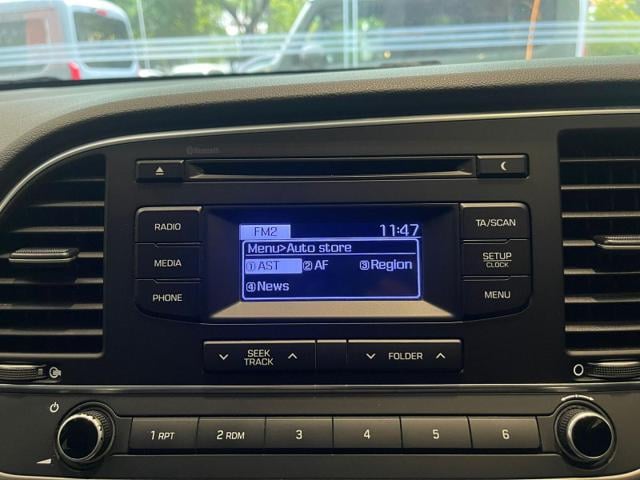 Bluetooth
RADIO
MEDIA
PHONE
FM2 11:47
Menu>Auto store
①AST ②AF ③Region
④News
TA/SCAN
SETUP
CLOCK
MENU
SEEK
TRACK
FOLDER
1 RPT 2 RDM 3 4 5 6